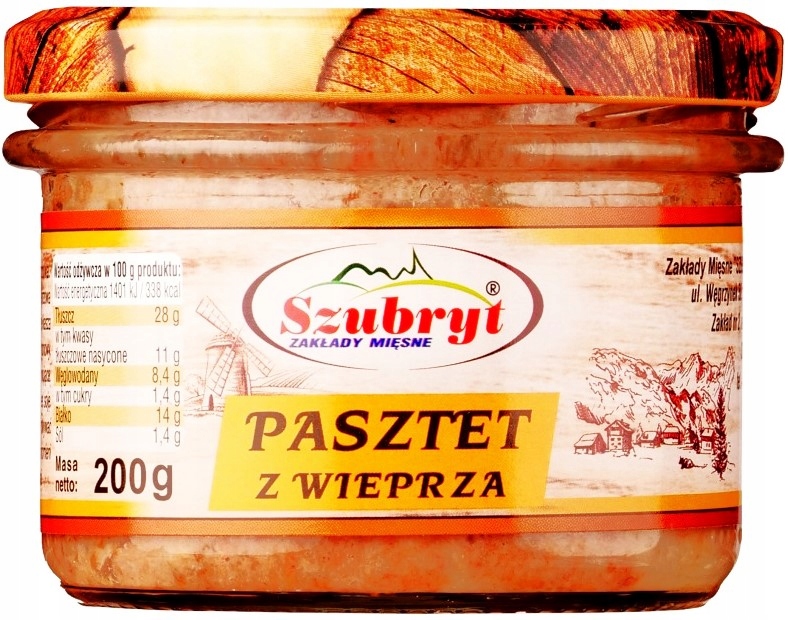 Wartość odżywcza w 100 g produktu:
Wartość energetyczna 1401 kJ / 338 kcal
Tłuszcz 28 g
w tym kwasy
tłuszczowe nasycone 11 g
Węglowodany 8,4 g
w tym cukry 1,4 g
Białko 14 g
Sól 1,4 g
Masa
netto: 200g
Szubryt®
ZAKŁADY MIĘSNE
PASZTET
Z WIEPRZA
Zakłady Mięsne
ul.
Zakład nr